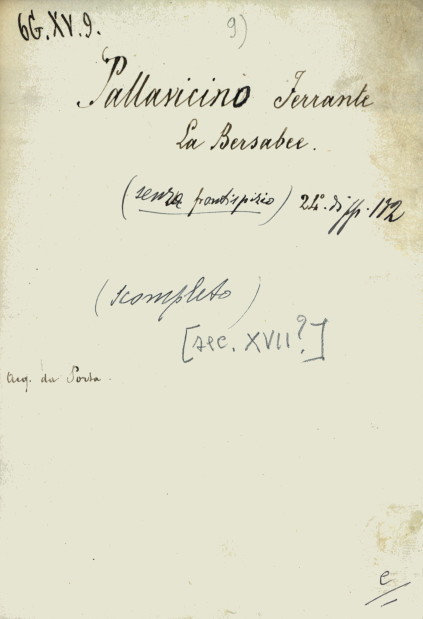 6G.XV.9.
9)
Pallavicino Ferrante
La Bersabee.
(senza frontispizio) 24°. di pp. 172
(scompleto)
[sec. XVII?]
Acq. da Porta.
e